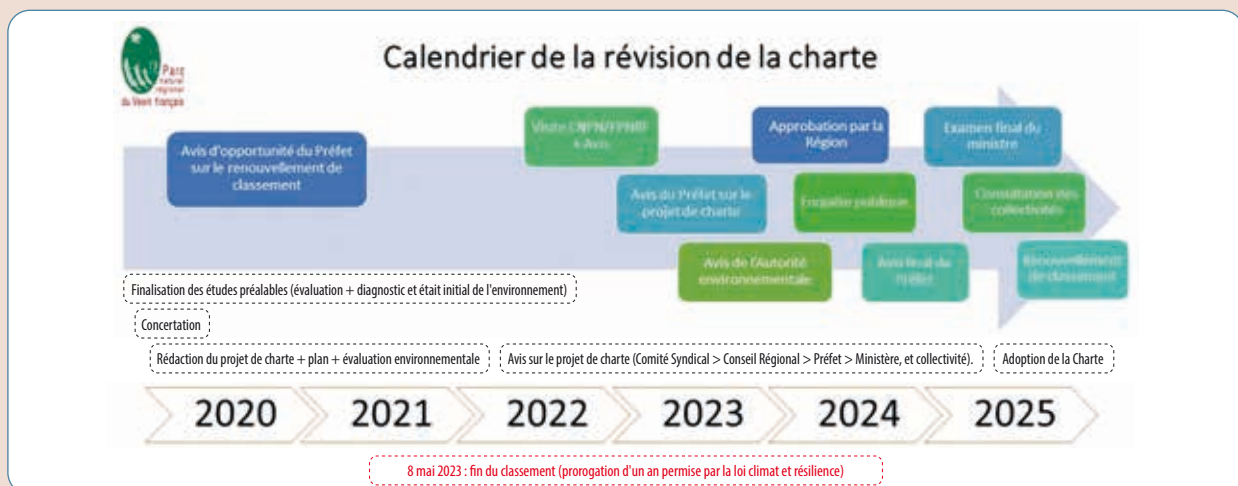 Parc
naturel
régional
du Vexin français
Calendrier de la révision de la charte
Avis d'opportunité du Préfet
sur le renouvellement de
classement
Visite CNPN/FPNRF
+ Avis
Avis du Préfet sur le
projet de charte
Avis de l'Autorité
environnementale
Approbation par la
Région
Enquête publique
Avis final du
Préfet
Examen final du
ministre
Consultation des
collectivités
Renouvellement
de classement
Finalisation des études préalables (évaluation + diagnostic et était initial de l'environnement)
Concertation
Rédaction du projet de charte + plan + évaluation environnementale
Avis sur le projet de charte (Comité Syndical > Conseil Régional > Préfet > Ministère, et collectivité).
Adoption de la Charte
2020
2021
2022
2023
2024
2025
8 mai 2023 : fin du classement (prorogation d'un an permise par la loi climat et résilience)